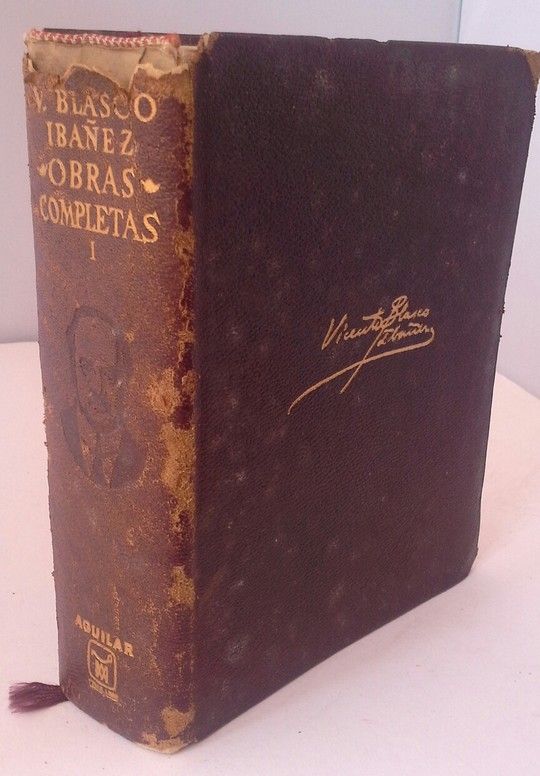 V. BLASCO
IBAÑEZ
OBRAS
COMPLETAS
I
AGUILAR
Vicente Blasco
Ibáñez